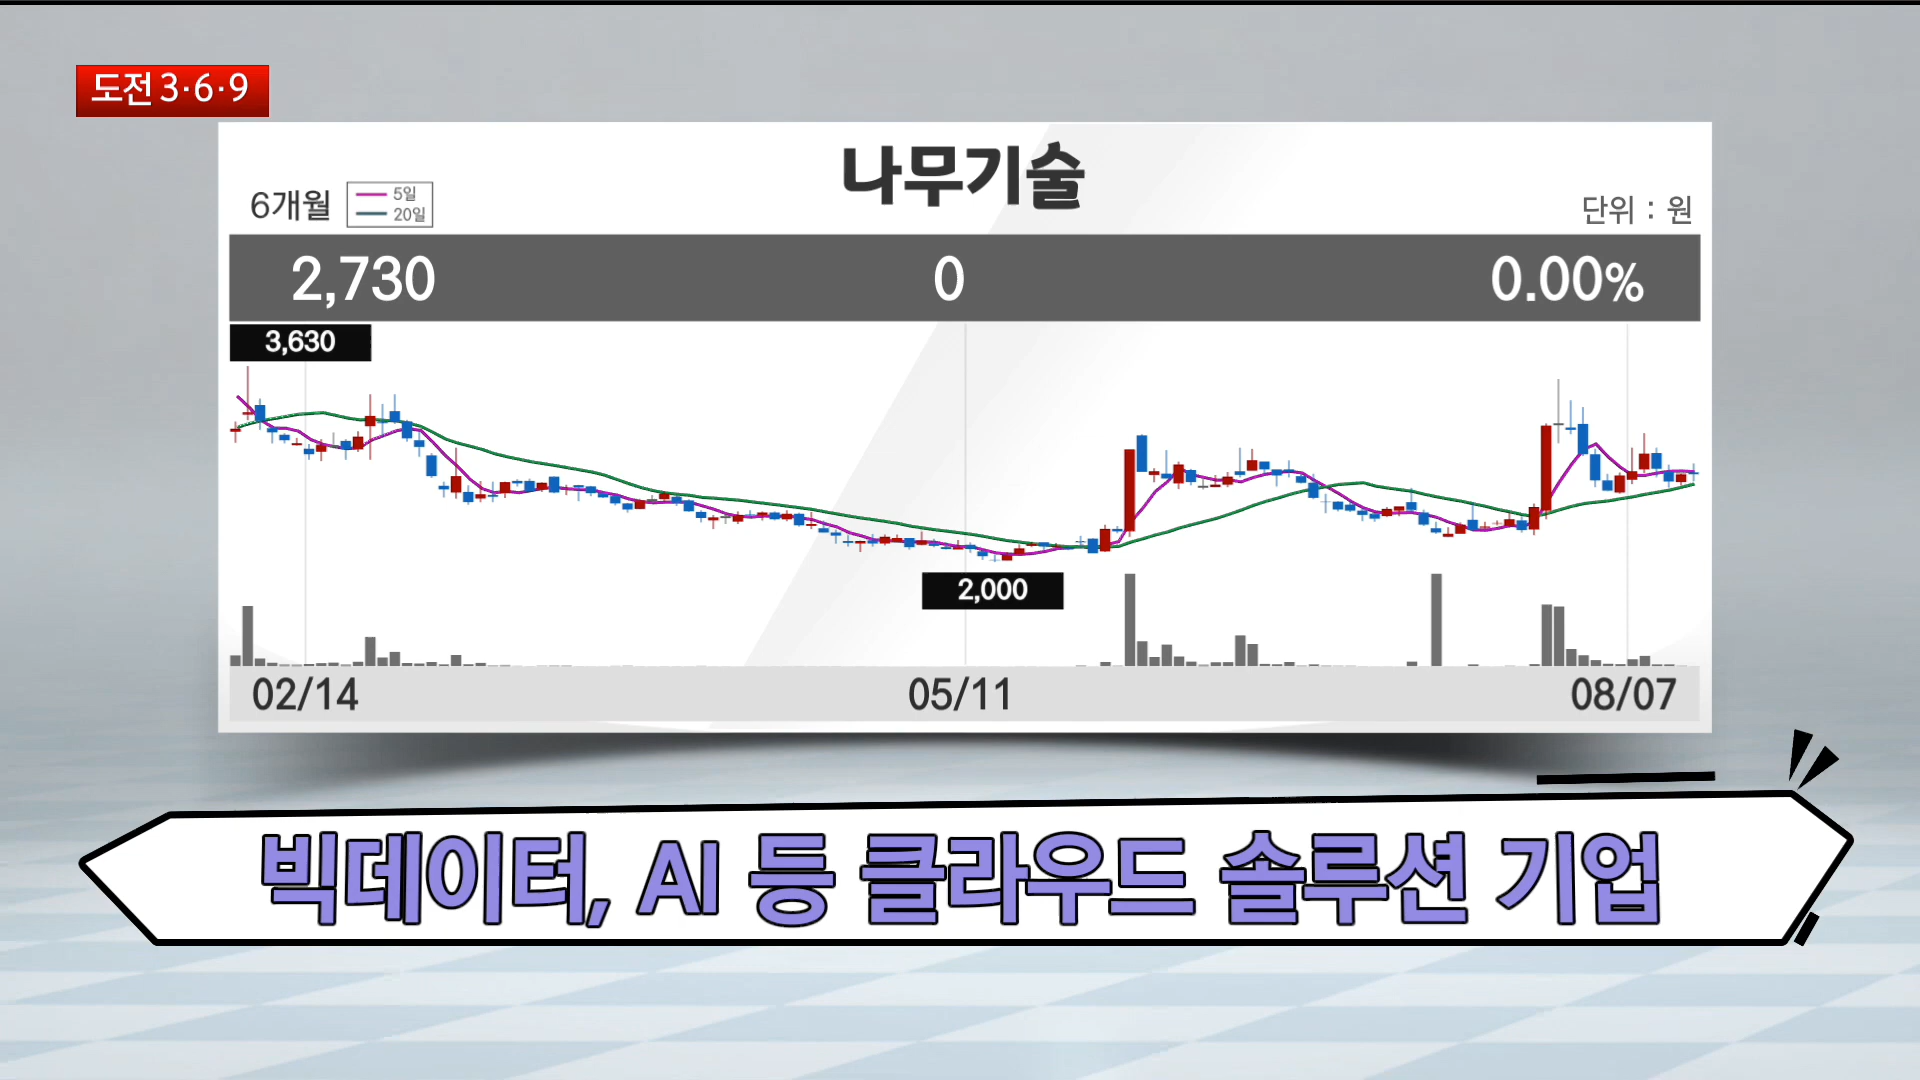 도전 3·6·9
나무기술
6개월
5일
20일
단위 : 원
2,730 0 0.00%
3,630
2,000
02/14 05/11 08/07
빅데이터, AI 등 클라우드 솔루션 기업